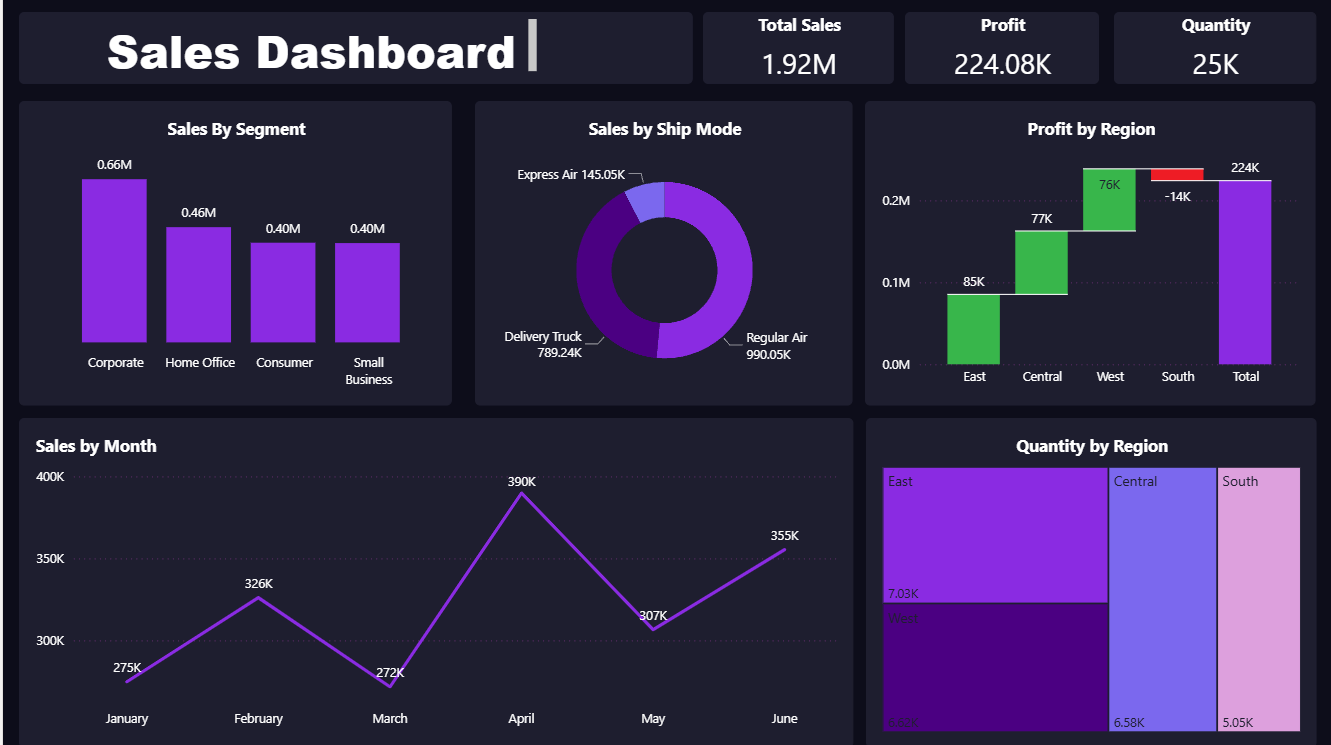 Sales Dashboard
Total Sales
1.92M
Profit
224.08K
Quantity
25K
Sales By Segment
0.66M
0.46M
0.40M
0.40M
Corporate
Home Office
Consumer
Small
Business
Sales by Ship Mode
Express Air 145.05K
Delivery Truck
789.24K
Regular Air
990.05K
Profit by Region
0.2M
0.1M
0.0M
85K
77K
76K
-14K
224K
East
Central
West
South
Total
Sales by Month
400K
350K
300K
275K
326K
272K
390K
307K
355K
January
February
March
April
May
June
Quantity by Region
East
7.03K
West
Central
6.58K
South
5.05K